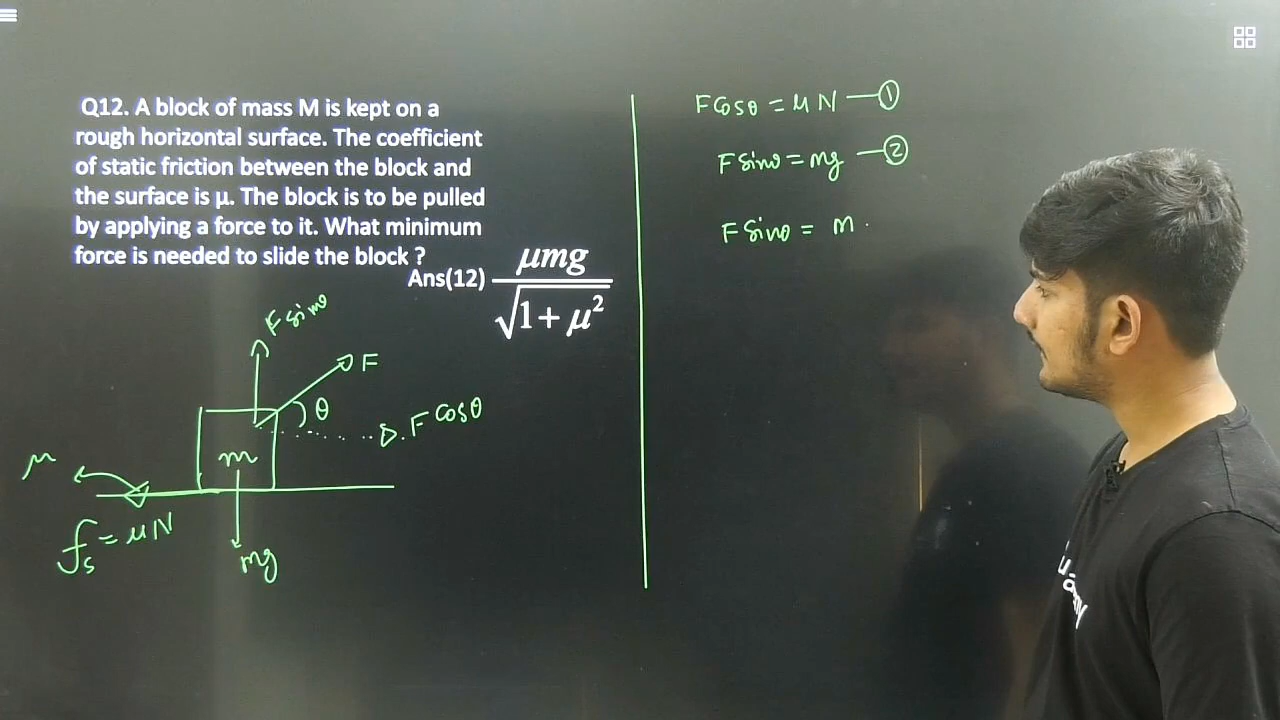 Q12. A block of mass M is kept on a
rough horizontal surface. The coefficient
of static friction between the block and
the surface is μ. The block is to be pulled
by applying a force to it. What minimum
force is needed to slide the block ?
Ans(12) μmg / √1 + μ²
F sinθ
F
θ
F cosθ
m
μ
fs = μN
mg
F cosθ = μ N — ①
F sinθ = mg — ②
F sinθ = m .